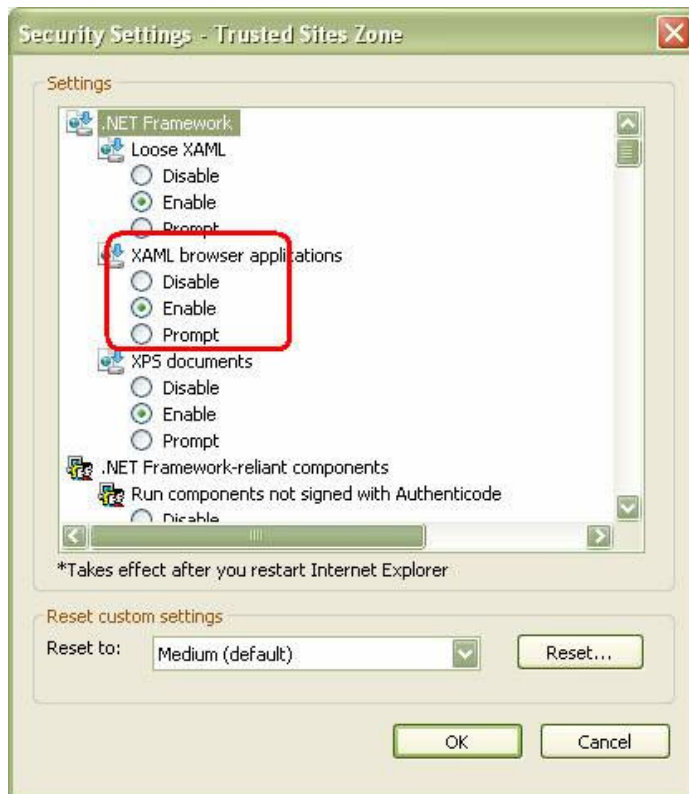 Security Settings - Trusted Sites Zone
Settings
.NET Framework
Loose XAML
Disable
Enable
Prompt
XAML browser applications
Disable
Enable
Prompt
XPS documents
Disable
Enable
Prompt
.NET Framework-reliant components
Run components not signed with Authenticode
Disable
*Takes effect after you restart Internet Explorer
Reset custom settings
Reset to: Medium (default) Reset...
OK Cancel